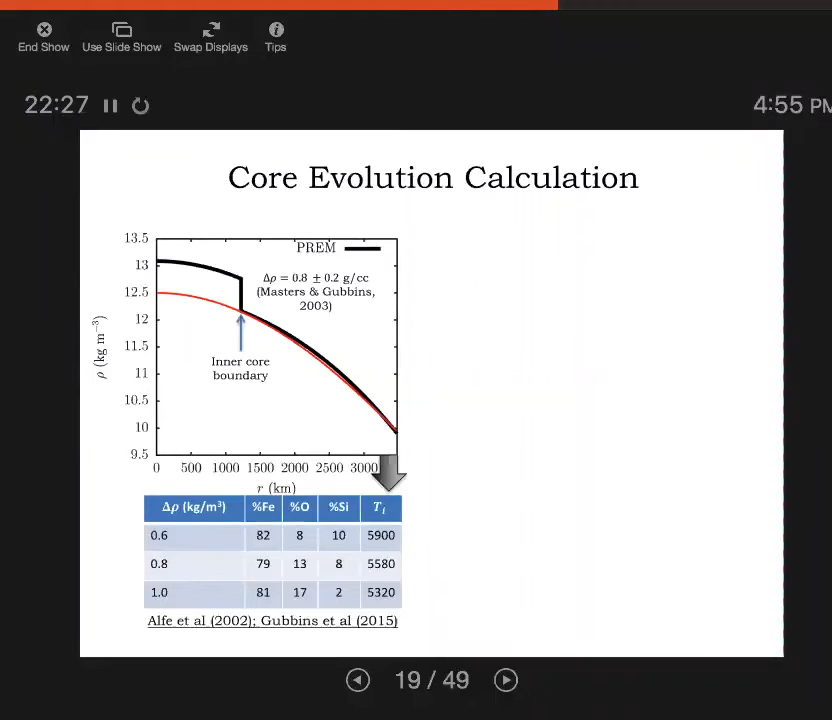 End Show
Use Slide Show
Swap Displays
Tips
22:27
4:55 PM
Core Evolution Calculation
13.5
13
12.5
12
11.5
11
10.5
10
9.5
ρ (kg m⁻³)
PREM
Δρ = 0.8 ± 0.2 g/cc
(Masters & Gubbins,
2003)
Inner core
boundary
0 500 1000 1500 2000 2500 3000
r (km)
Δρ (kg/m³) %Fe %O %Si Tᵢ
0.6 82 8 10 5900
0.8 79 13 8 5580
1.0 81 17 2 5320
Alfe et al (2002); Gubbins et al (2015)
19 / 49